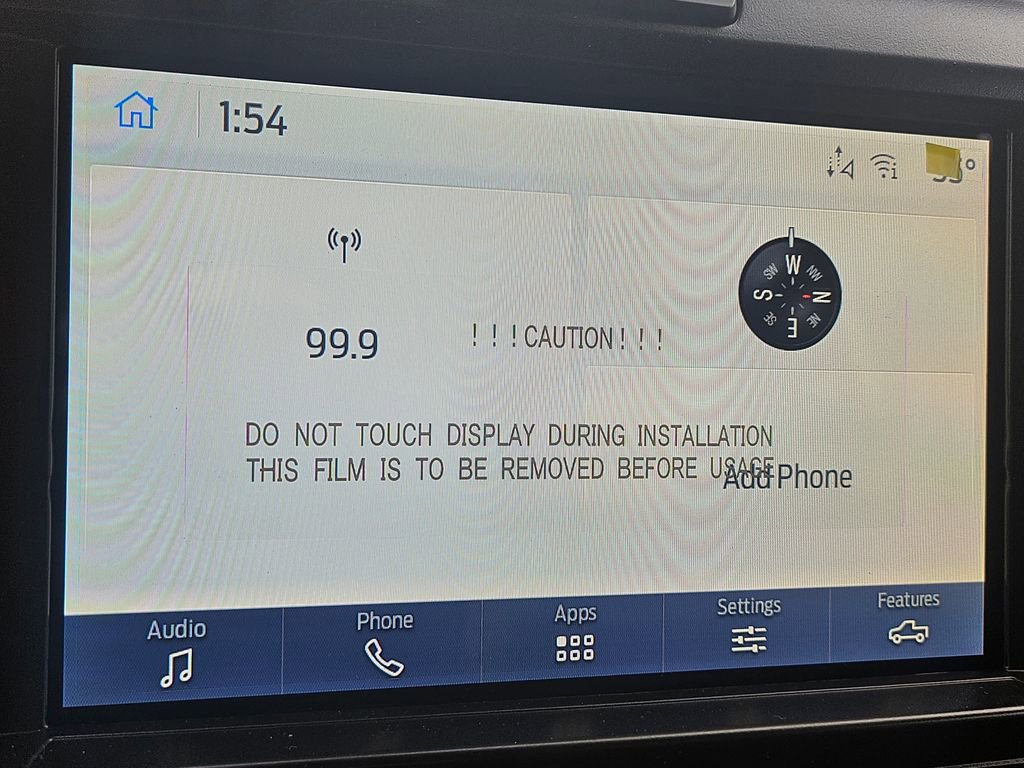 1:54
99.9
! ! ! CAUTION ! ! !
W
SW
NW
S
N
SE
NE
E
DO NOT TOUCH DISPLAY DURING INSTALLATION
THIS FILM IS TO BE REMOVED BEFORE USAGE
Add Phone
Audio
Phone
Apps
Settings
Features